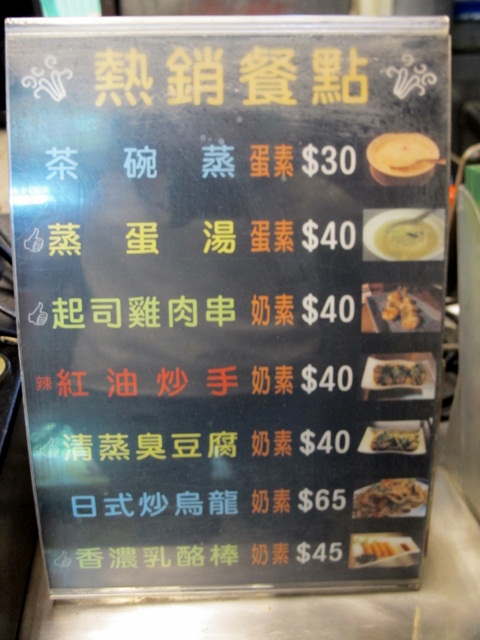 熱銷餐點
茶碗蒸 蛋素 $30
蒸蛋湯 蛋素 $40
起司雞肉串 奶素 $40
辣 紅油炒手 奶素 $40
清蒸臭豆腐 奶素 $40
日式炒烏龍 奶素 $65
香濃乳酪棒 奶素 $45